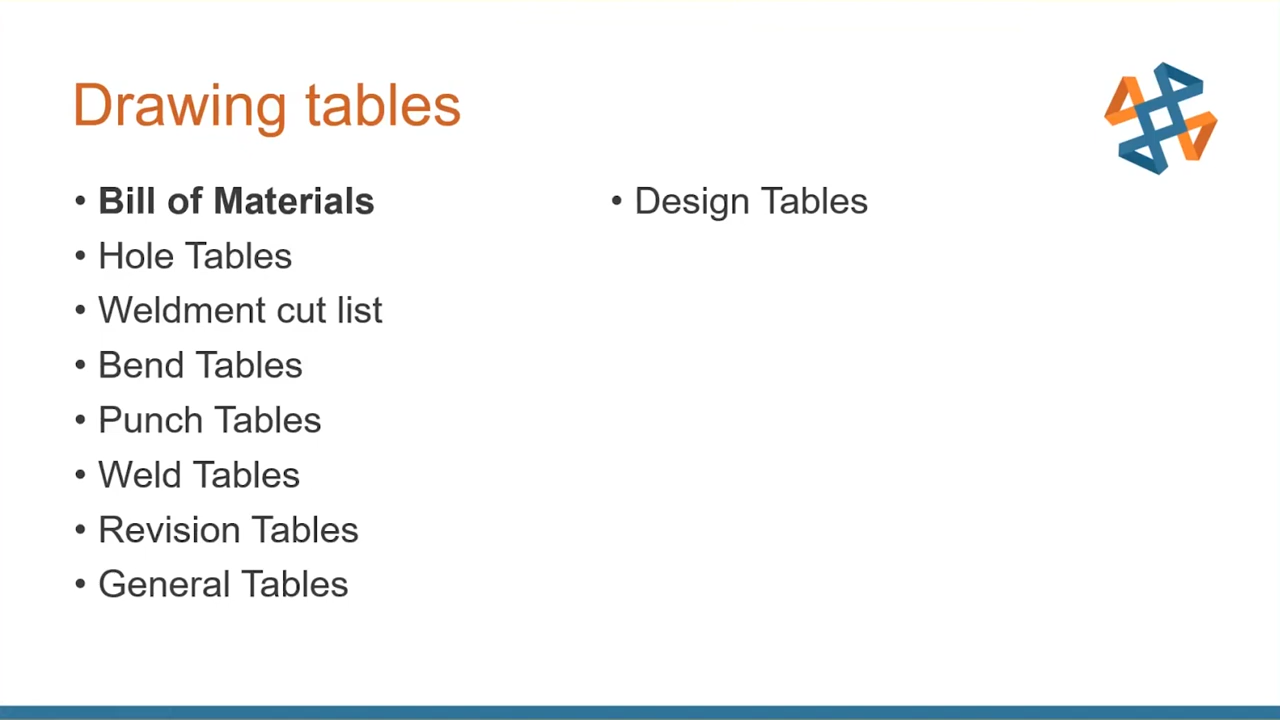 Drawing tables
• Bill of Materials
• Hole Tables
• Weldment cut list
• Bend Tables
• Punch Tables
• Weld Tables
• Revision Tables
• General Tables
• Design Tables